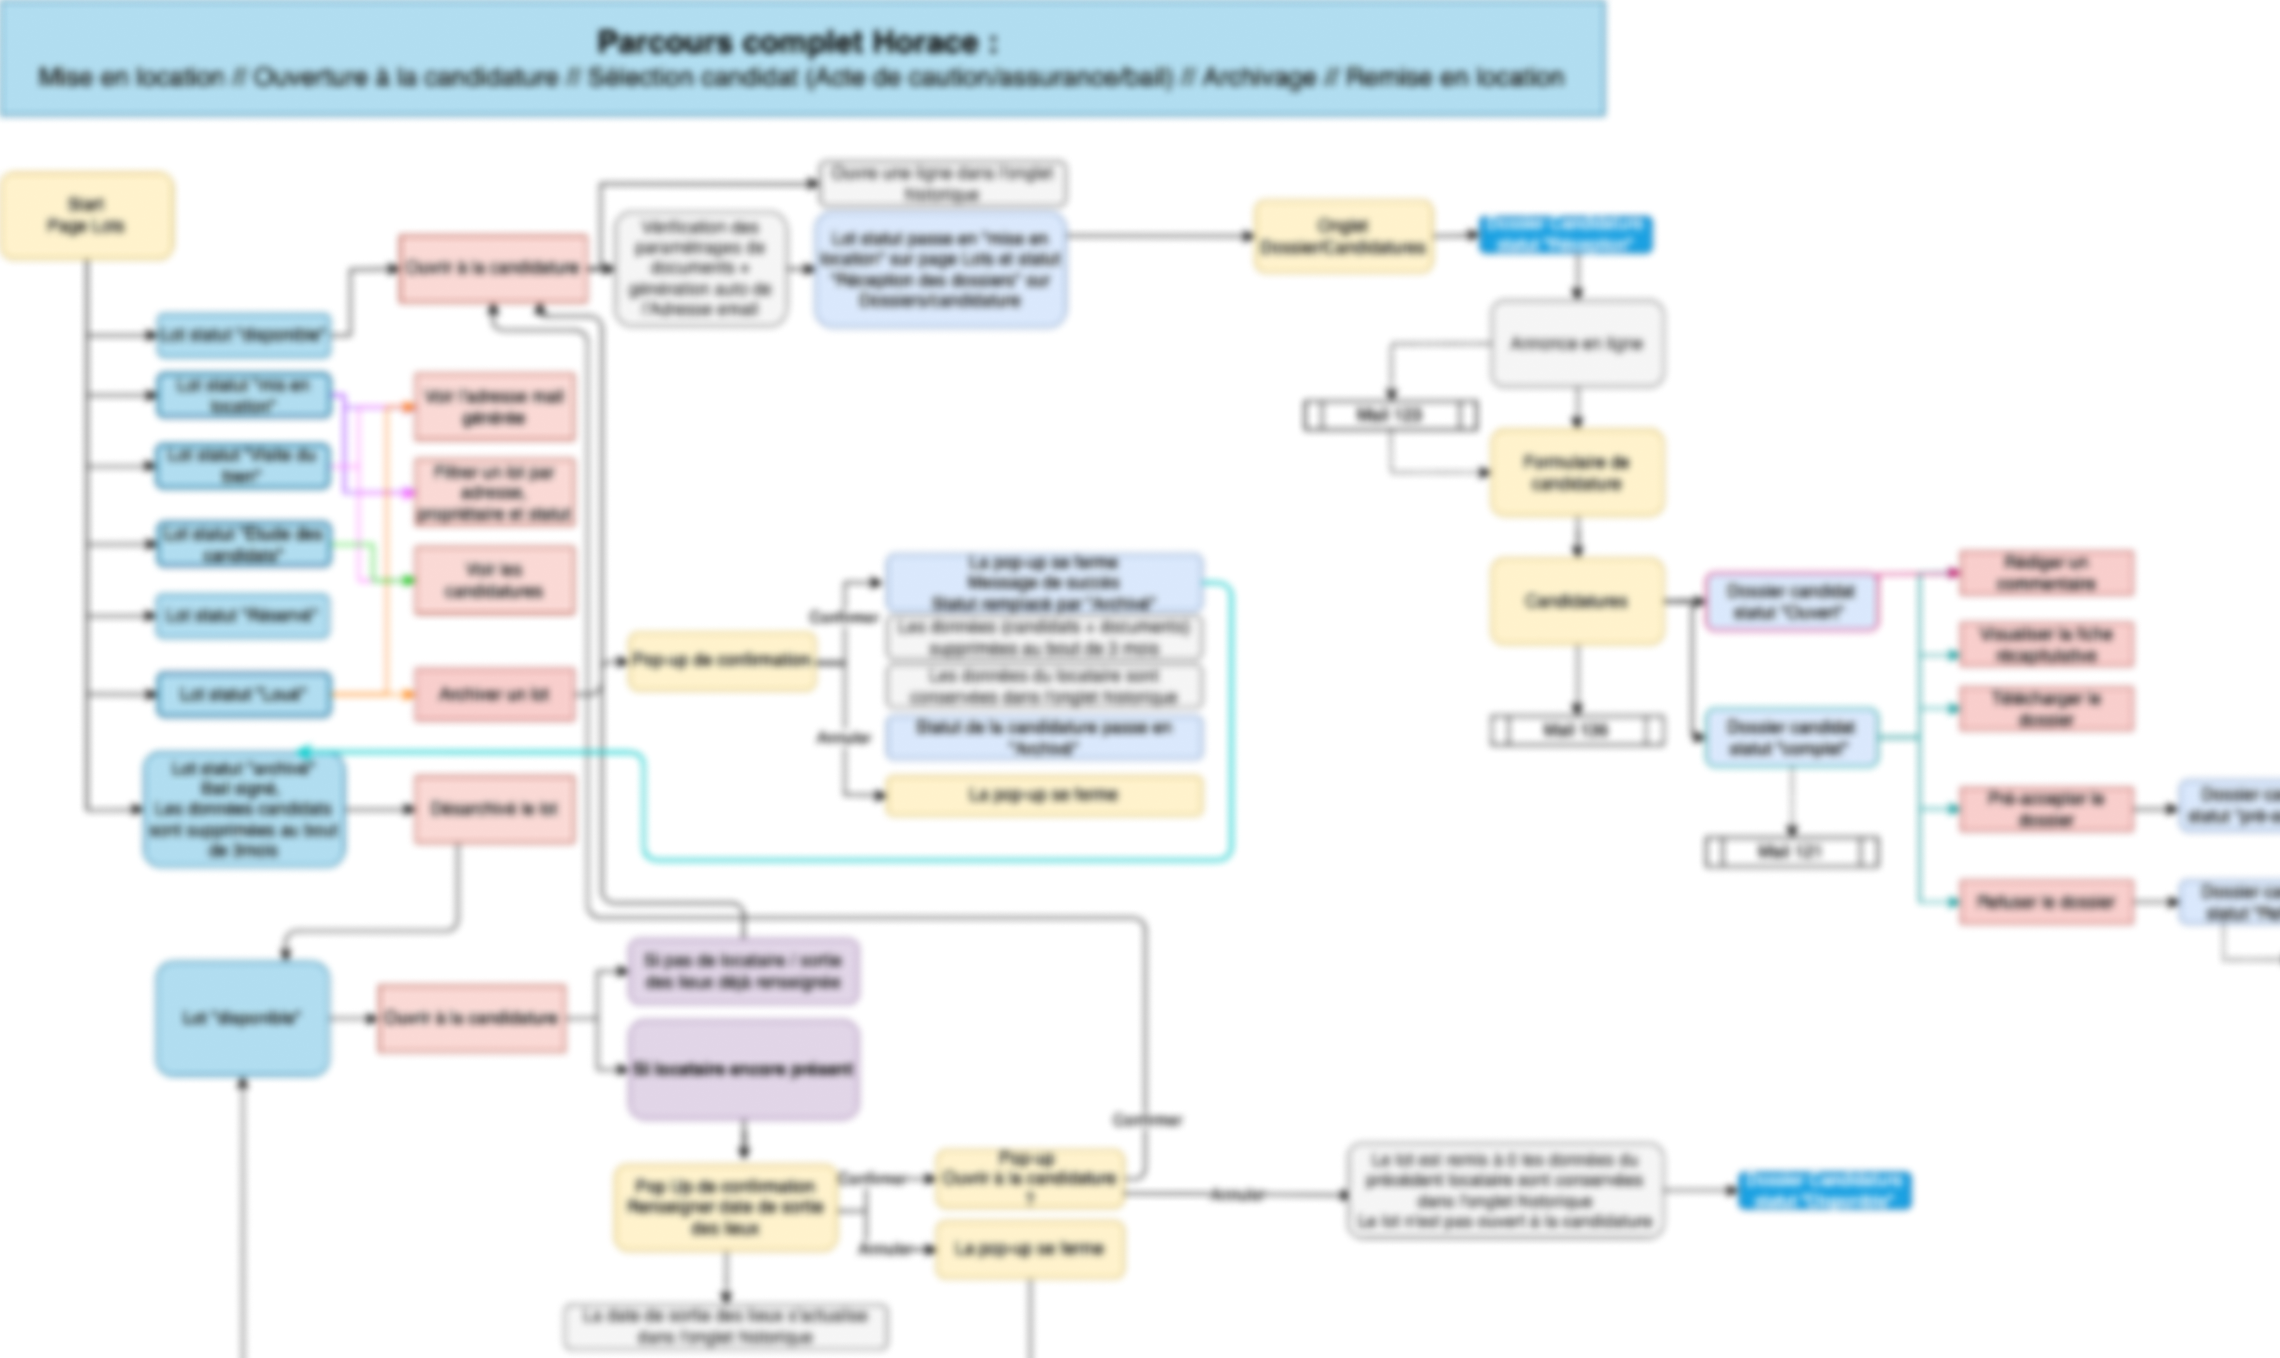 Parcours complet Horace :
Mise en location // Ouverture à la candidature // Sélection candidat (Acte de caution/assurance/bail) // Archivage // Remise en location
Start
Page Lots
Ouvrir à la candidature
Vérification des
paramétrages de
documents +
génération auto de
l'Adresse email
Ouvre une ligne dans l'onglet
historique
Lot statut passe en "mise en
location" sur page Lots et statut
"Réception des dossiers" sur
Dossiers/candidature
Onglet
Dossier/Candidatures
Dossier Candidature
statut "Réception"
Annonce en ligne
Mail 123
Formulaire de
candidature
Candidatures
Mail
Lot statut "disponible"
Lot statut "mis en
location"
Lot statut "Visite du
bien"
Lot statut "Etude des
candidats"
Lot statut "Réservé"
Lot statut "Loué"
Lot statut "archivé"
Bail signé,
Les données candidats
sont supprimées au bout
de 3mois
Voir l'adresse mail
générée
Filtrer un lot par
adresse,
propriétaire et statut
Voir les
candidatures
Archiver un lot
Désarchivé le lot
Pop-up de confirmation
Confirmer
Annuler
La pop-up se ferme
Message de succès
Statut remplacé par "Archivé"
Les données (candidats + documents)
supprimées au bout de 3 mois
Les données du locataire sont
conservées dans l'onglet historique
Statut de la candidature passe en
"Archivé"
La pop-up se ferme
Dossier candidat
statut "Ouvert"
Dossier candidat
statut "complet"
Mail 121
Rédiger un
commentaire
Visualiser la fiche
récapitulative
Télécharger le
dossier
Pré-accepter le
dossier
Refuser le dossier
Dossier
statut
Dossier
statut
Lot "disponible"
Ouvrir à la candidature
Si pas de locataire / sortie
des lieux déjà renseignée
Si locataire encore présent
Pop Up de confirmation
Renseigner date de sortie
des lieux
Confirmer
Annuler
Pop-up
Ouvrir à la candidature
?
La pop-up se ferme
Confirmer
Annuler
Le lot est remis à 0 les données du
précédent locataire sont conservées
dans l'onglet historique
Le lot n'est pas ouvert à la candidature
Dossier Candidature
statut "Disponible"
La date de sortie des lieux s'actualise
dans l'onglet historique